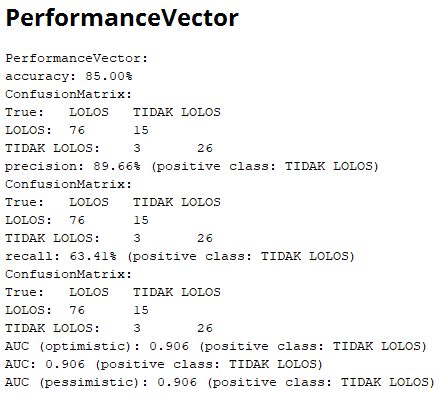 PerformanceVector
PerformanceVector:
accuracy: 85.00%
ConfusionMatrix:
True:   LOLOS   TIDAK LOLOS
LOLOS:  76      15
TIDAK LOLOS:    3       26
precision: 89.66% (positive class: TIDAK LOLOS)
ConfusionMatrix:
True:   LOLOS   TIDAK LOLOS
LOLOS:  76      15
TIDAK LOLOS:    3       26
recall: 63.41% (positive class: TIDAK LOLOS)
ConfusionMatrix:
True:   LOLOS   TIDAK LOLOS
LOLOS:  76      15
TIDAK LOLOS:    3       26
AUC (optimistic): 0.906 (positive class: TIDAK LOLOS)
AUC: 0.906 (positive class: TIDAK LOLOS)
AUC (pessimistic): 0.906 (positive class: TIDAK LOLOS)